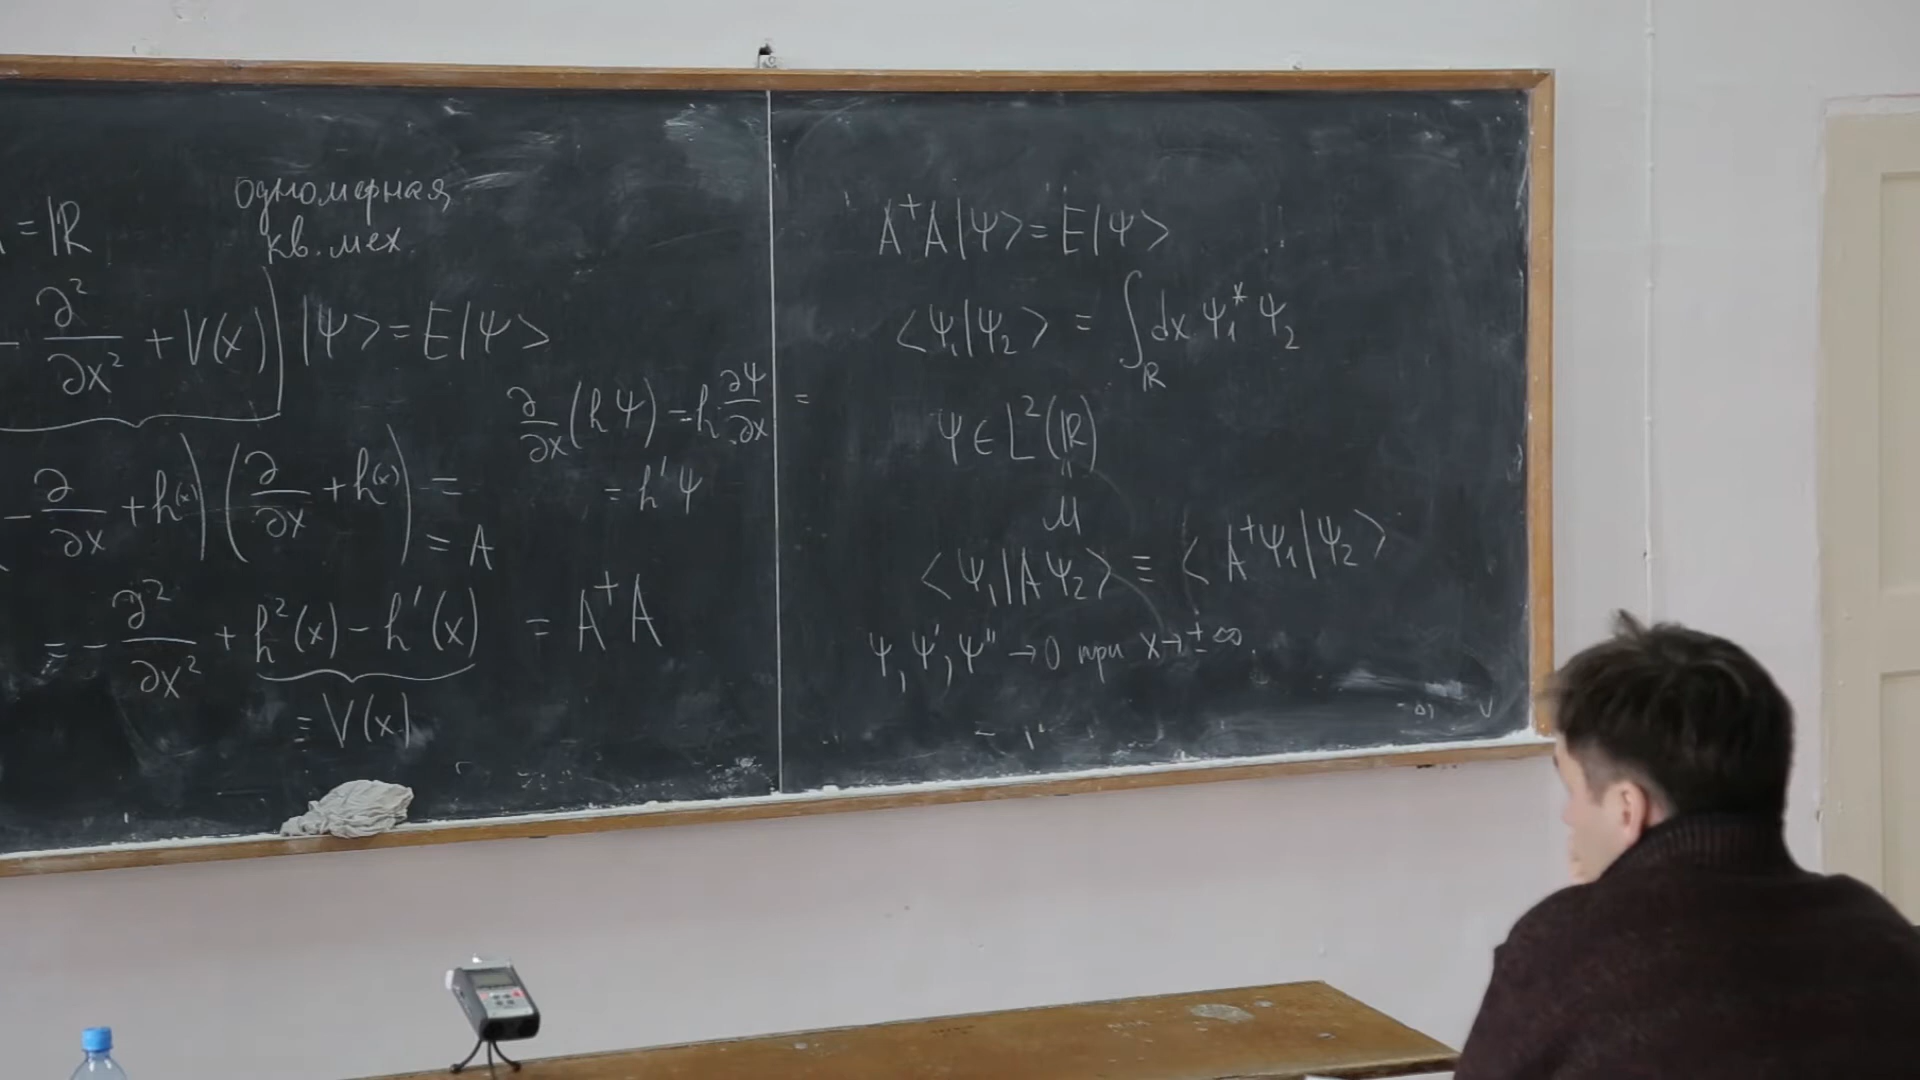 = ℝ
одномерная
кв. мех.
- ∂²/∂x² + V(x)) |ψ> = E|ψ>
∂/∂x (hψ) - h ∂ψ/∂x =
= h'ψ
(- ∂/∂x + h(x)) (∂/∂x + h(x)) =
= A
= - ∂²/∂x² + h²(x) - h'(x) = A⁺A
≡ V(x)
A⁺A|ψ> = E|ψ>
<ψ₁|ψ₂> = ∫_ℝ dx ψ₁* ψ₂
ψ ∈ L²(ℝ)
<ψ₁|Aψ₂> ≡ <A⁺ψ₁|ψ₂>
ψ, ψ', ψ'' → 0 при x → ±∞.